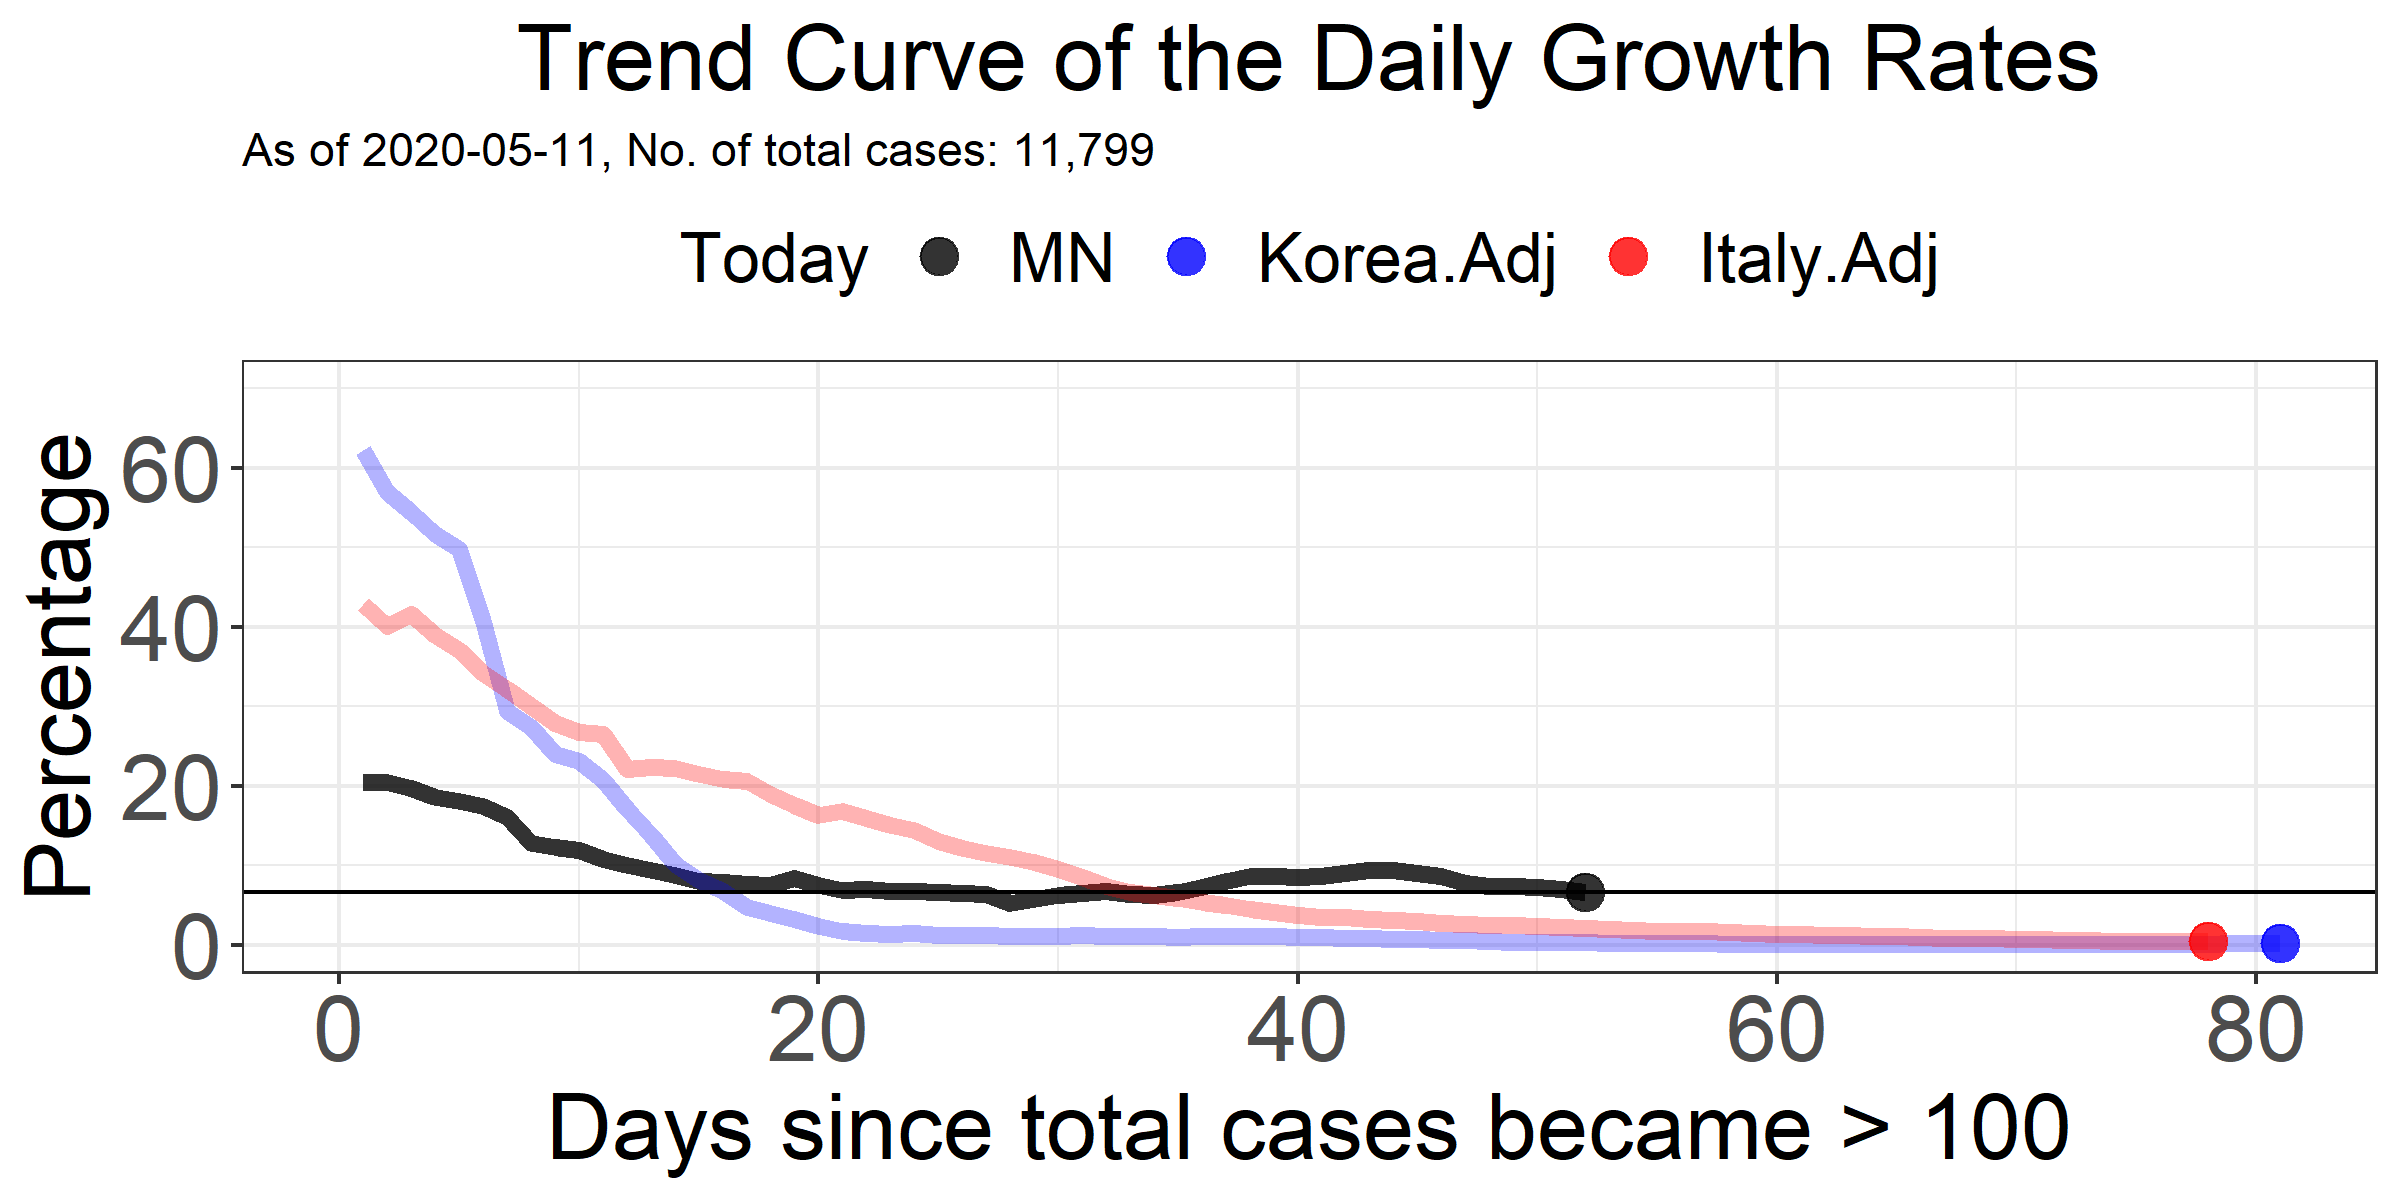 Trend Curve of the Daily Growth Rates
As of 2020-05-11, No. of total cases: 11,799
Today MN Korea.Adj Italy.Adj
Percentage
60
40
20
0
0 20 40 60 80
Days since total cases became > 100